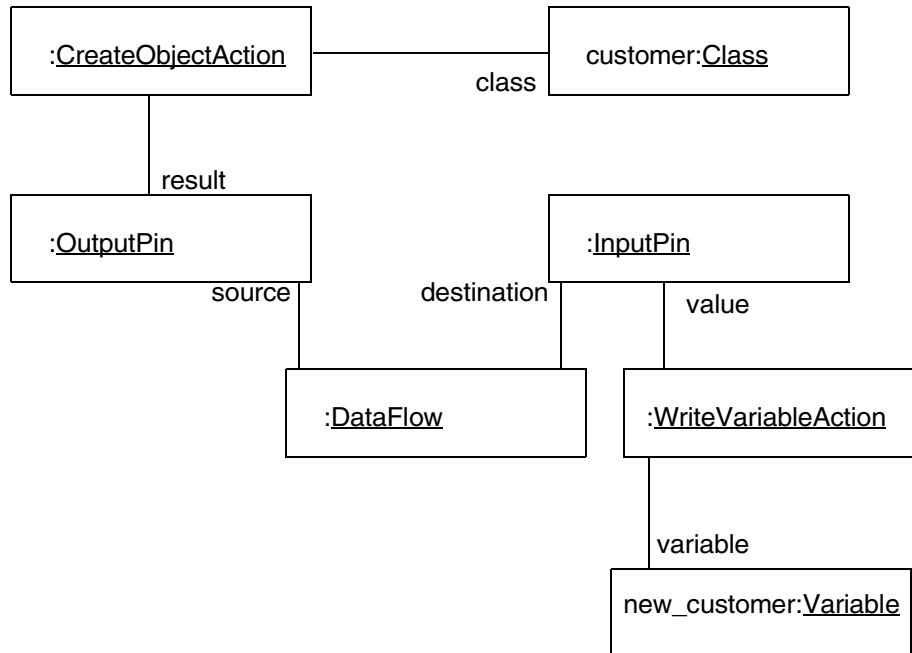 :CreateObjectAction
customer:Class
class
result
:OutputPin
:InputPin
source
destination
value
:DataFlow
:WriteVariableAction
variable
new_customer:Variable